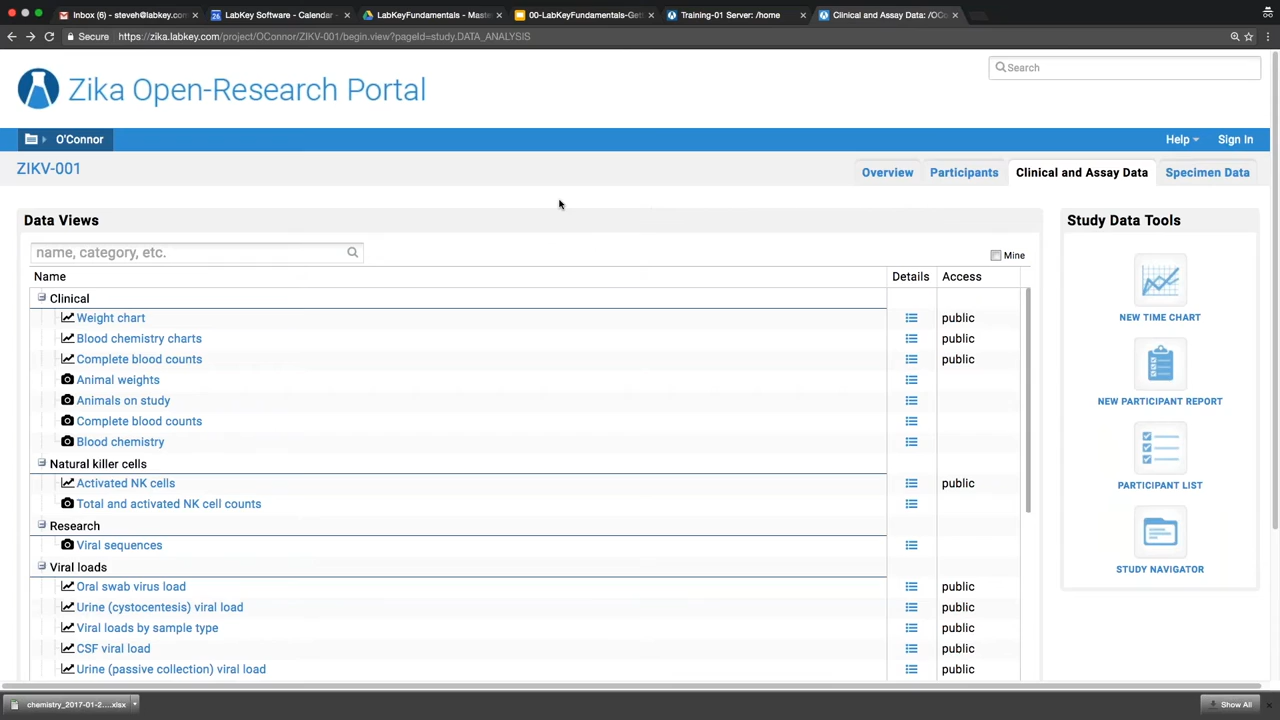 Inbox (6) - steveh@labkey.com
LabKey Software - Calendar
LabKeyFundamentals - Maste
00-LabKeyFundamentals-Get
Training-01 Server: /home
Clinical and Assay Data: /OCo
Secure https://zika.labkey.com/project/OConnor/ZIKV-001/begin.view?pageId=study.DATA_ANALYSIS
Zika Open-Research Portal
Search
O'Connor
Help
Sign In
ZIKV-001
Overview
Participants
Clinical and Assay Data
Specimen Data
Data Views
name, category, etc.
Mine
Name Details Access
Clinical
Weight chart public
Blood chemistry charts public
Complete blood counts public
Animal weights
Animals on study
Complete blood counts
Blood chemistry
Natural killer cells
Activated NK cells public
Total and activated NK cell counts
Research
Viral sequences
Viral loads
Oral swab virus load public
Urine (cystocentesis) viral load public
Viral loads by sample type public
CSF viral load public
Urine (passive collection) viral load public
Study Data Tools
NEW TIME CHART
NEW PARTICIPANT REPORT
PARTICIPANT LIST
STUDY NAVIGATOR
chemistry_2017-01-2....xlsx
Show All